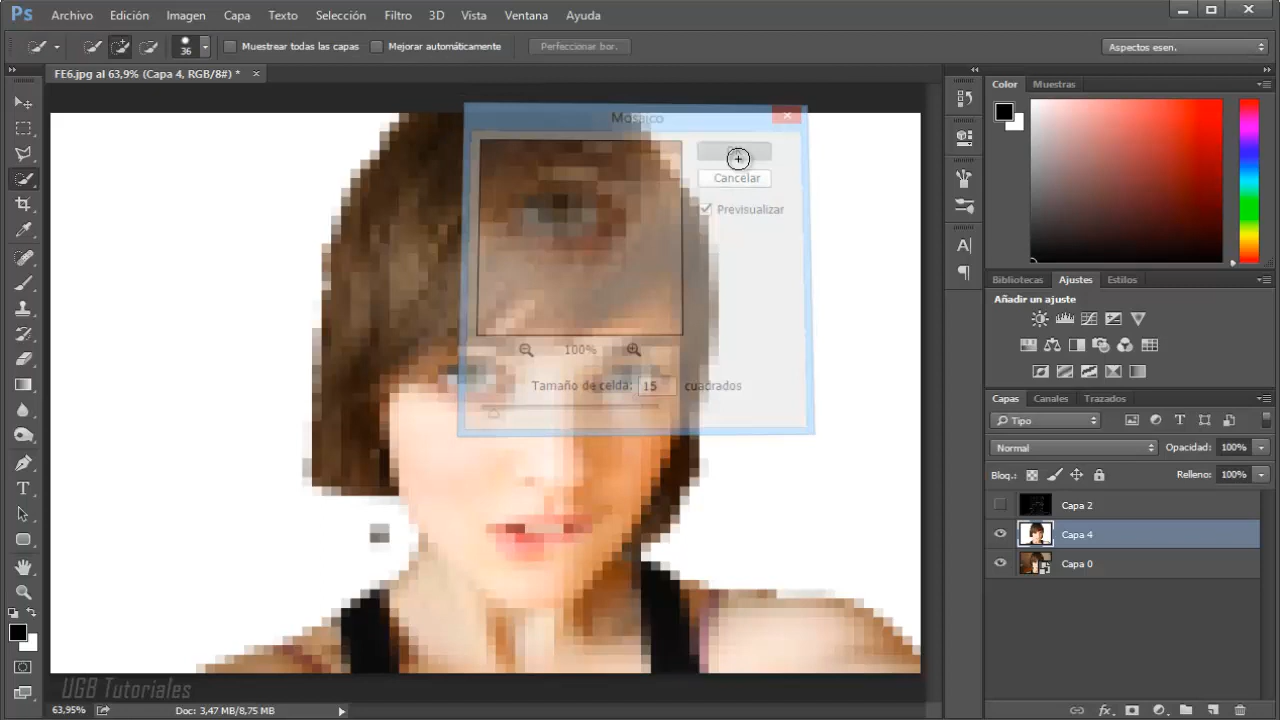 Ps Archivo Edición Imagen Capa Texto Selección Filtro 3D Vista Ventana Ayuda
36 Muestrear todas las capas Mejorar automáticamente Perfeccionar bor. Aspectos esen.
FE6.jpg al 63,9% (Capa 4, RGB/8#) * ×
Color Muestras
Mosaico
Cancelar
Previsualizar
100%
Tamaño de celda: 15 cuadrados
Bibliotecas Ajustes Estilos
Añadir un ajuste
Capas Canales Trazados
Tipo
Normal Opacidad: 100%
Bloq.: Relleno: 100%
Capa 2
Capa 4
Capa 0
UGB Tutoriales
63,95% Doc: 3,47 MB/8,75 MB